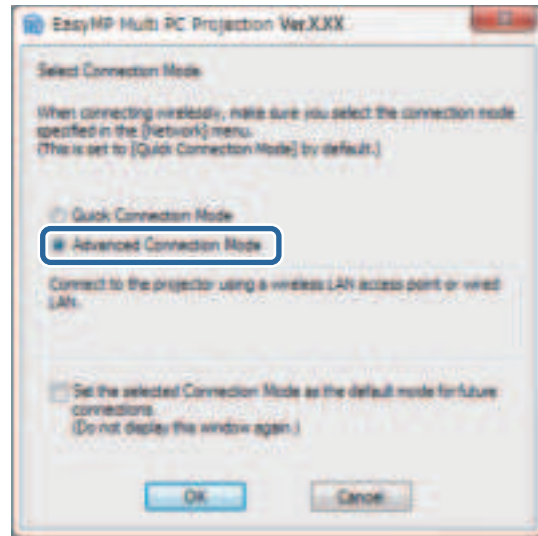 EasyMP Multi PC Projection Ver.X.XX
Select Connection Mode
When connecting wirelessly, make sure you select the connection mode
specified in the [Network] menu.
(This is set to [Quick Connection Mode] by default.)
Quick Connection Mode
Advanced Connection Mode
Connect to the projector using a wireless LAN access point or wired
LAN.
Set the selected Connection Mode as the default mode for future
connections.
(Do not display this window again.)
OK
Cancel